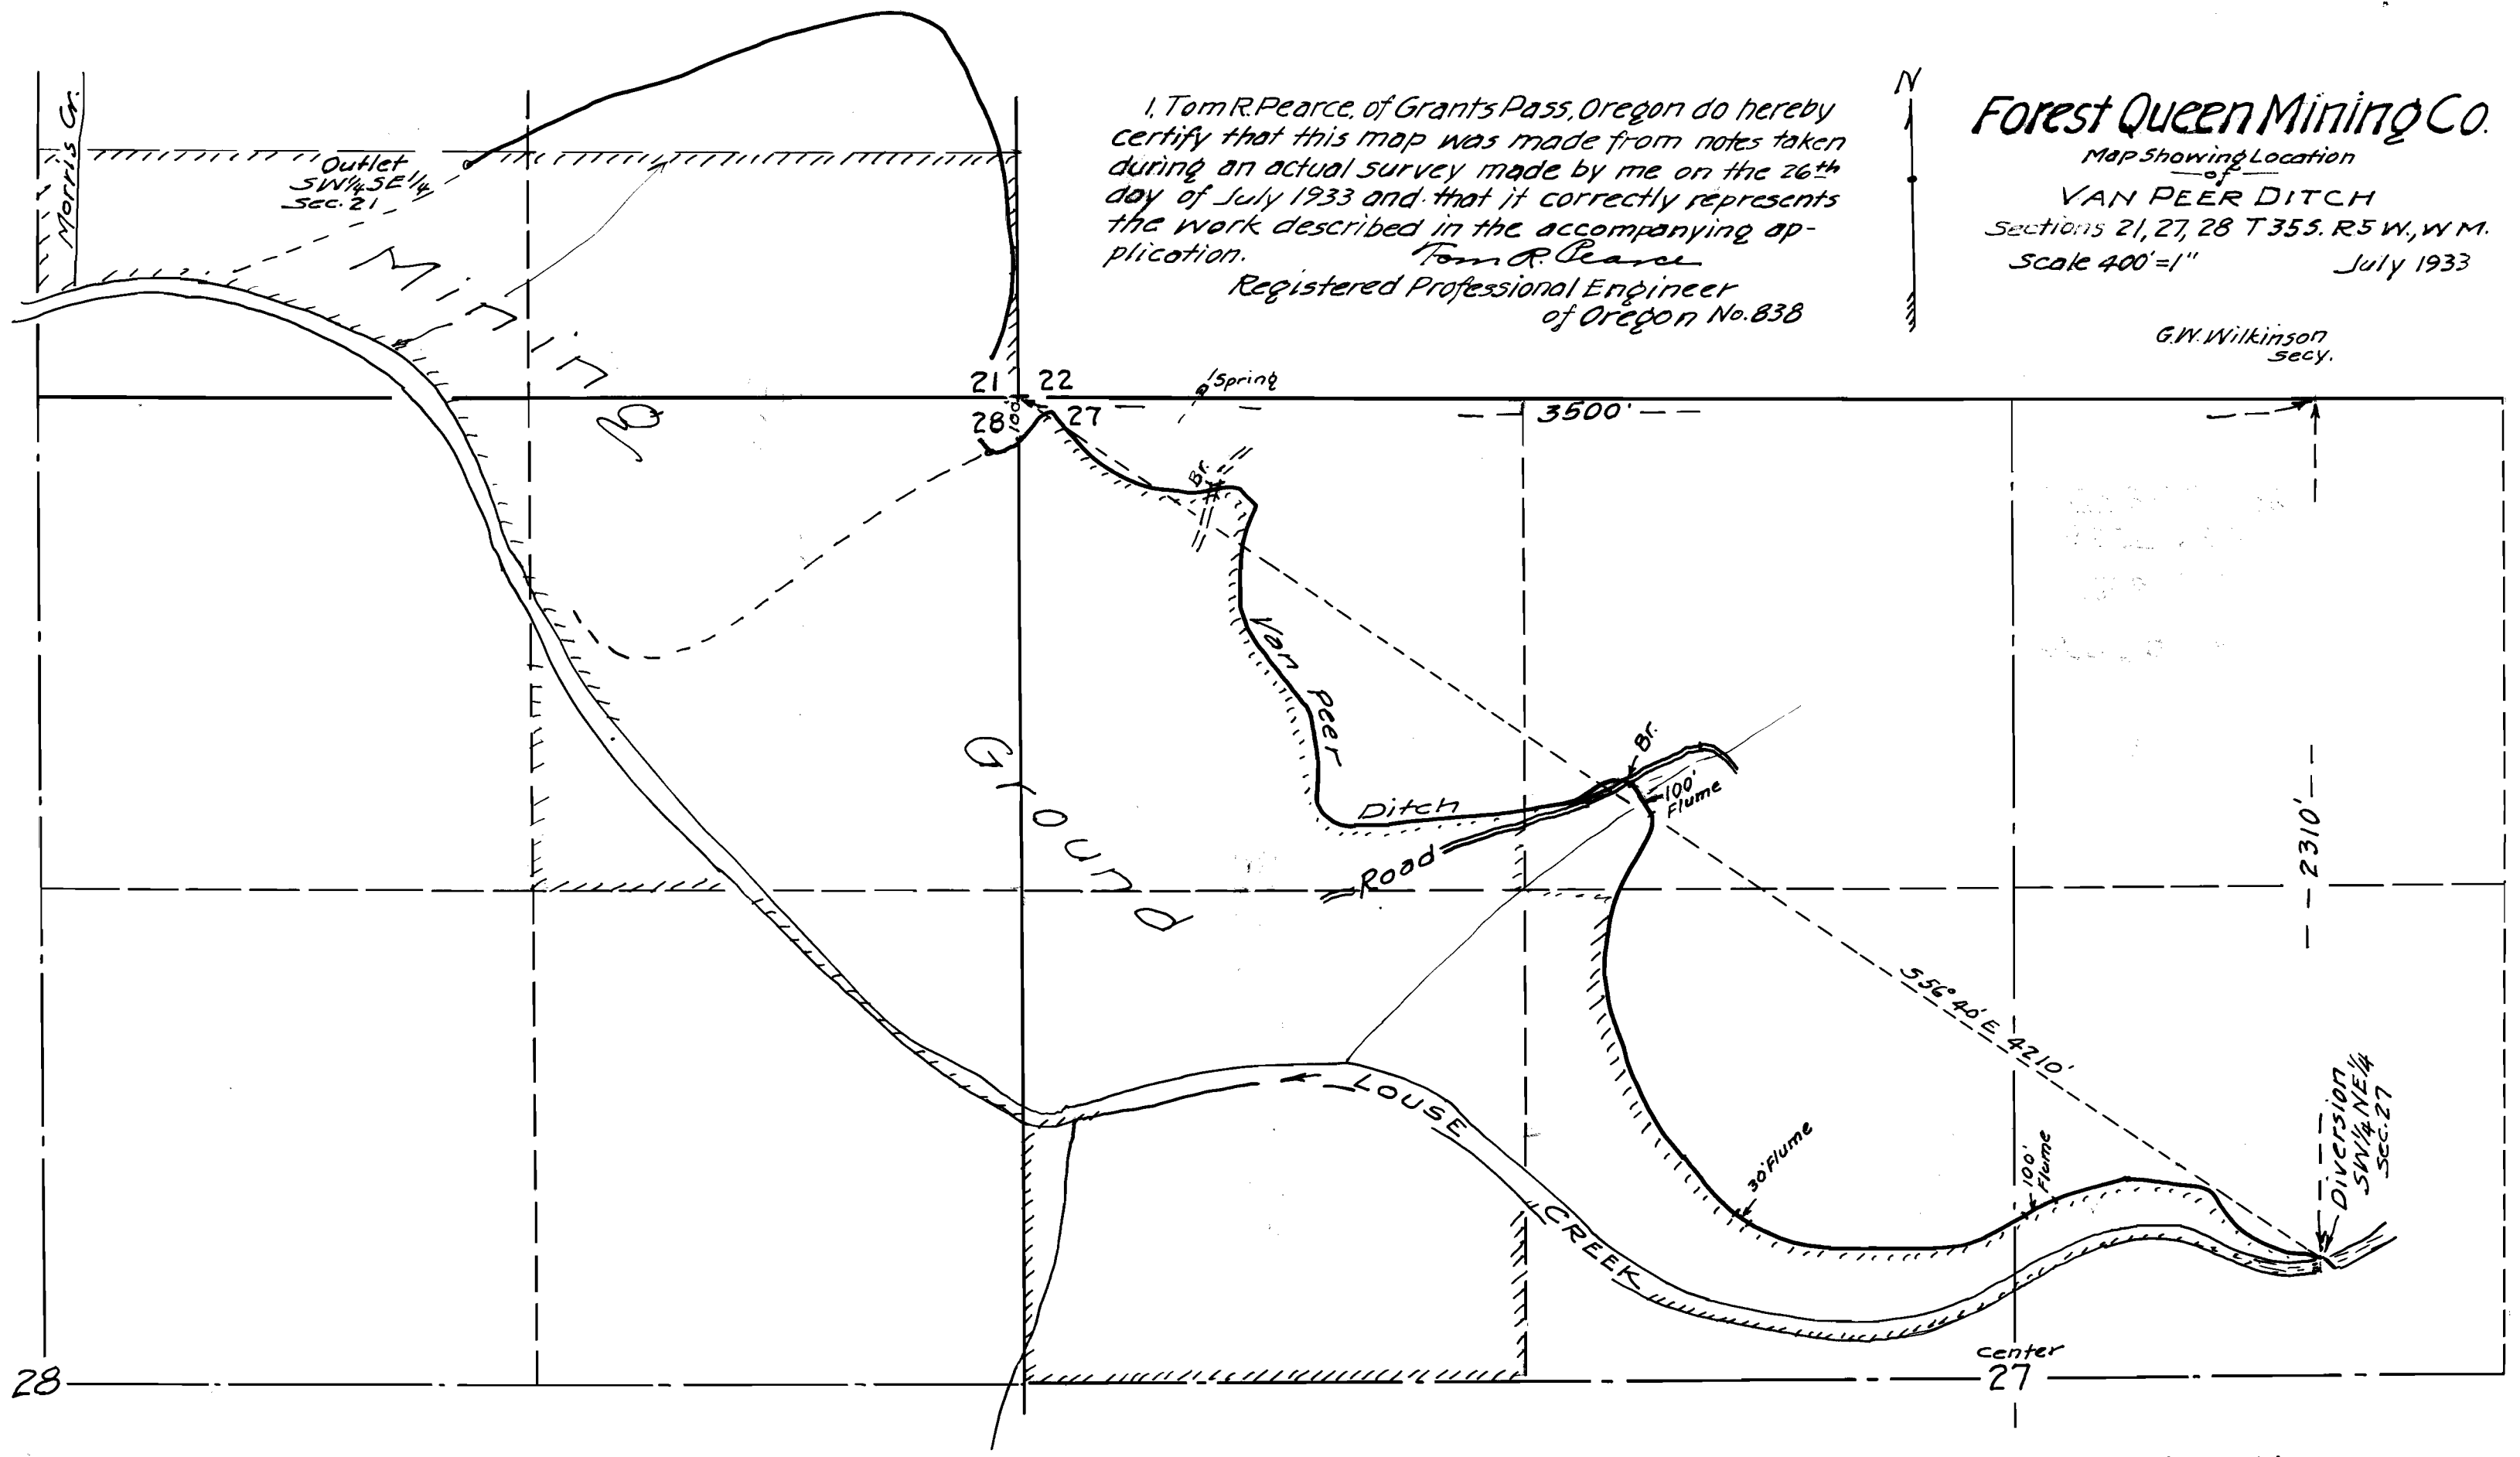 Forest Queen Mining Co.
Map Showing Location
of
VAN PEER DITCH
Sections 21, 27, 28 T 35 S. R 5 W., W M.
Scale 400'=1" July 1933
G.W. Wilkinson
secy.
N
I, Tom R. Pearce, of Grants Pass, Oregon do hereby
certify that this map was made from notes taken
during an actual survey made by me on the 26th
day of July 1933 and that it correctly represents
the work described in the accompanying ap-
plication. Tom R. Pearce
Registered Professional Engineer
of Oregon No. 838
Morris Cr.
Outlet
SW¼ SE¼
Sec. 21
Mining
Ground
21 22
28 27
100'
Spring
3500'
Br.
Van Peer Ditch
Road
Br.
100'
Flume
2310'
S 56° 40' E 4210'
Diversion
SW¼ NE¼
Sec. 27
LOUSE CREEK
30' Flume
100'
Flume
Center
28
27